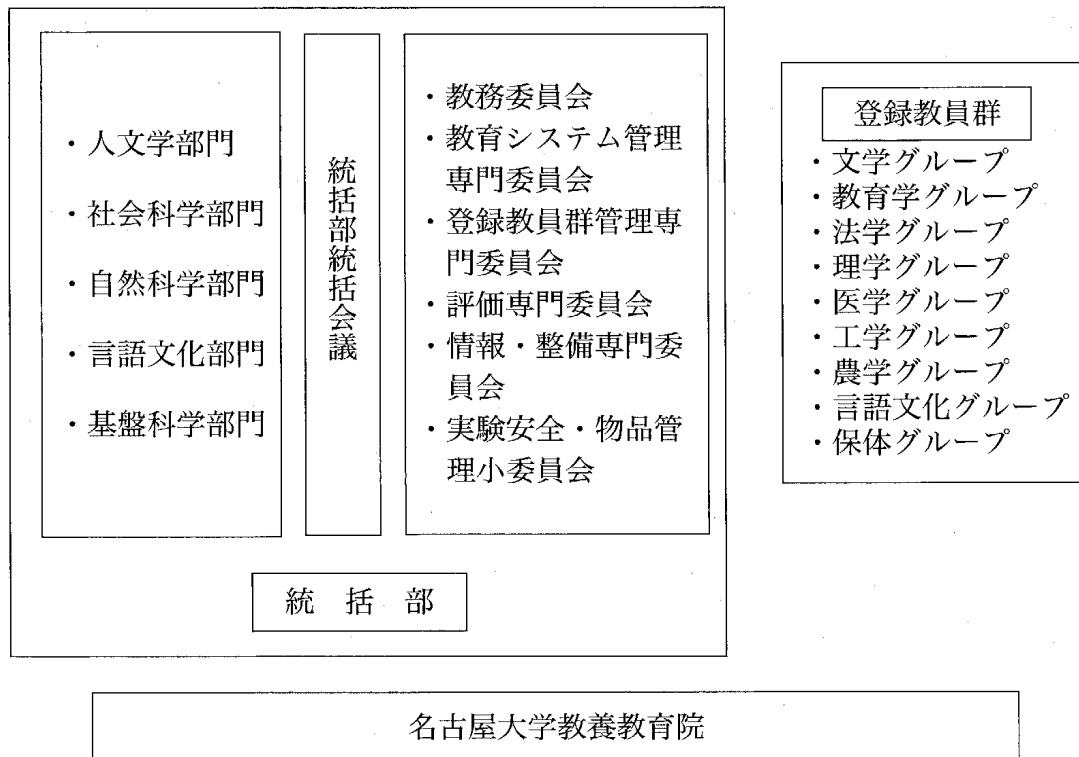 ・人文学部門
・社会科学部門
・自然科学部門
・言語文化部門
・基盤科学部門
統括部統括会議
・教務委員会
・教育システム管理
専門委員会
・登録教員群管理専
門委員会
・評価専門委員会
・情報・整備専門委
員会
・実験安全・物品管
理小委員会
統 括 部
登録教員群
・文学グループ
・教育学グループ
・法学グループ
・理学グループ
・医学グループ
・工学グループ
・農学グループ
・言語文化グループ
・保体グループ
名古屋大学教養教育院